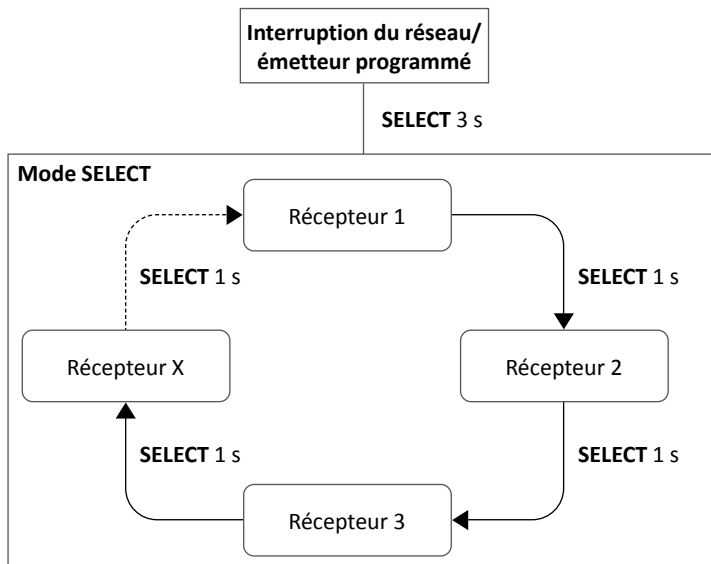 Interruption du réseau/
émetteur programmé
SELECT 3 s
Mode SELECT
Récepteur 1
SELECT 1 s
SELECT 1 s
Récepteur X
Récepteur 2
SELECT 1 s
SELECT 1 s
Récepteur 3